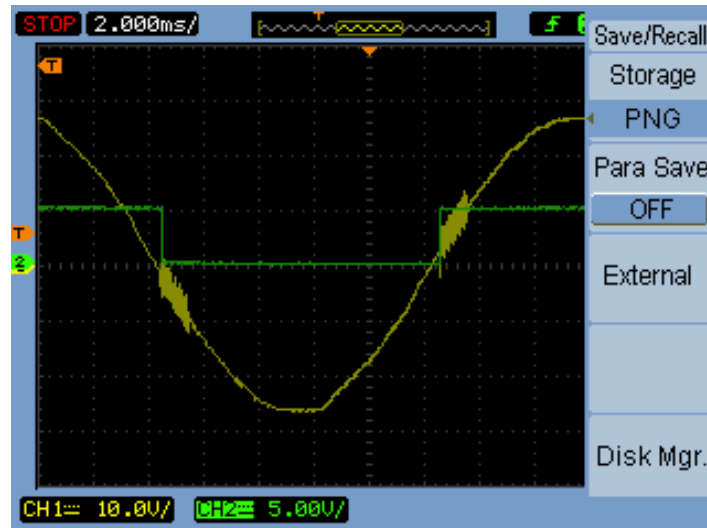 STOP 2.000ms/
T
Save/Recall
Storage
PNG
Para Save
OFF
External
Disk Mgr.
T
T
2
CH1 10.0V/ CH2 5.00V/